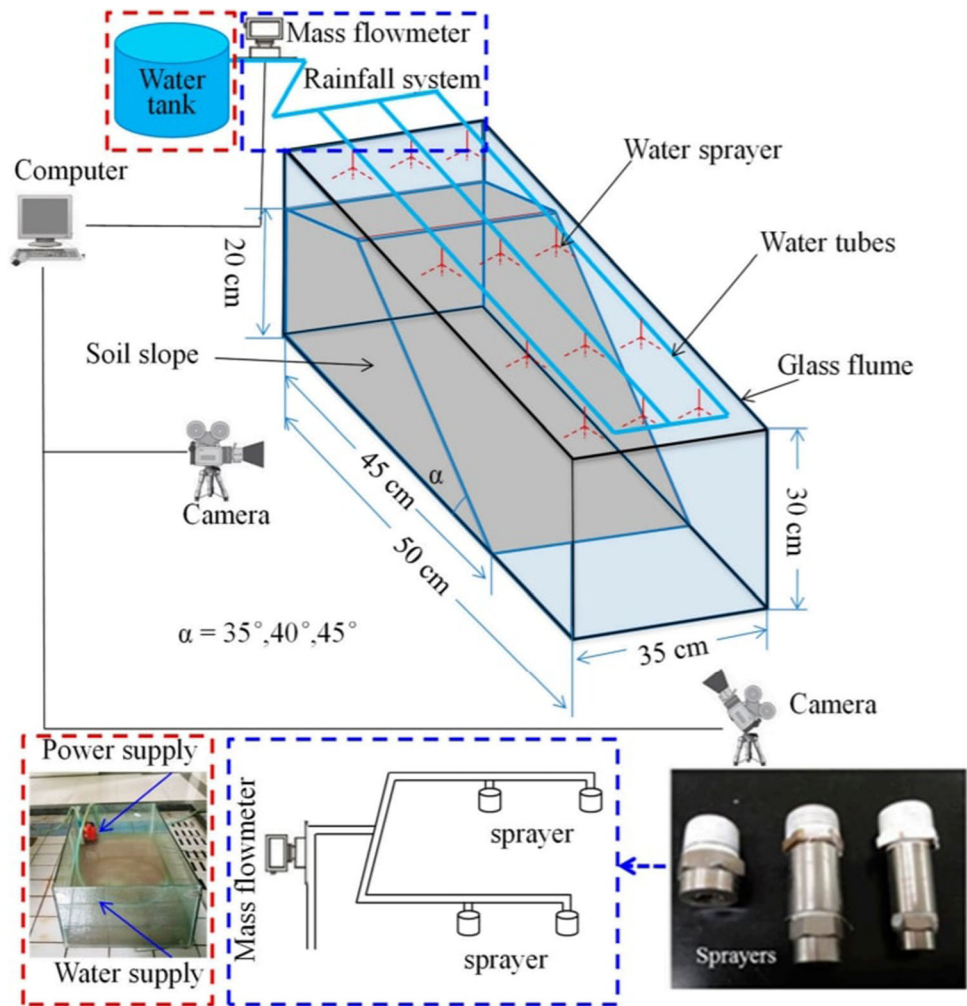 Mass flowmeter
Water
tank
Rainfall system
Water sprayer
Computer
Water tubes
20 cm
Soil slope
Glass flume
45 cm
α
30 cm
Camera
50 cm
α = 35°,40°,45°
35 cm
Camera
Power supply
Mass flowmeter
sprayer
Sprayers
sprayer
Water supply